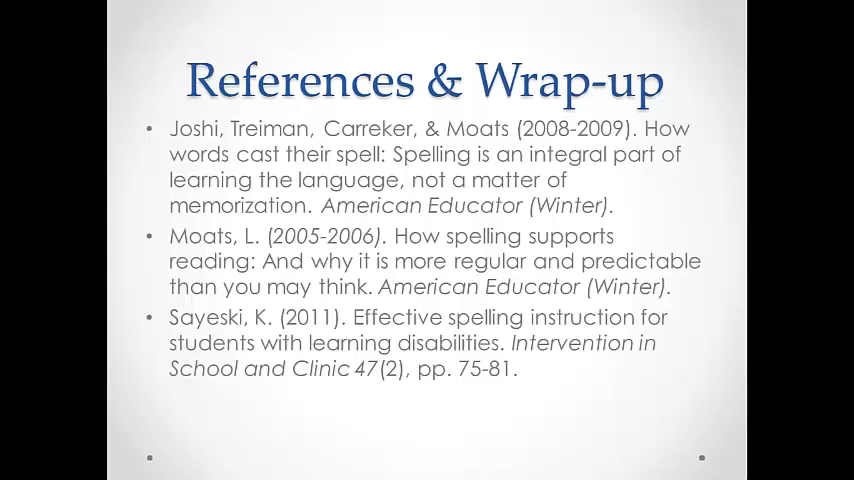 References & Wrap-up
• Joshi, Treiman, Carreker, & Moats (2008-2009). How
words cast their spell: Spelling is an integral part of
learning the language, not a matter of
memorization. American Educator (Winter).
• Moats, L. (2005-2006). How spelling supports
reading: And why it is more regular and predictable
than you may think. American Educator (Winter).
• Sayeski, K. (2011). Effective spelling instruction for
students with learning disabilities. Intervention in
School and Clinic 47(2), pp. 75-81.